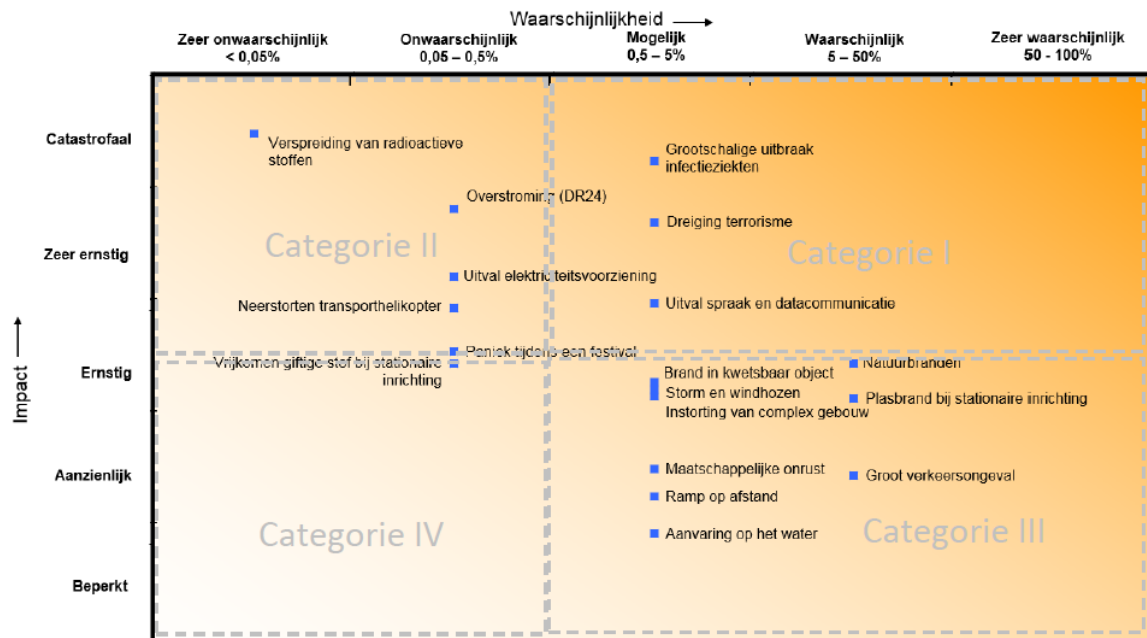 Waarschijnlijkheid
Zeer onwaarschijnlijk
< 0,05%
Onwaarschijnlijk
0,05 – 0,5%
Mogelijk
0,5 – 5%
Waarschijnlijk
5 – 50%
Zeer waarschijnlijk
50 - 100%
Impact
Catastrofaal
Zeer ernstig
Ernstig
Aanzienlijk
Beperkt
Verspreiding van radioactieve
stoffen
Overstroming (DR24)
Categorie II
Uitval elektriciteitsvoorziening
Neerstorten transporthelikopter
Paniek tijdens een festival
Vrijkomen giftige stof bij stationaire
inrichting
Grootschalige uitbraak
infectieziekten
Dreiging terrorisme
Categorie I
Uitval spraak en datacommunicatie
Natuurbranden
Brand in kwetsbaar object
Storm en windhozen
Instorting van complex gebouw
Plasbrand bij stationaire inrichting
Maatschappelijke onrust
Groot verkeersongeval
Ramp op afstand
Aanvaring op het water
Categorie IV
Categorie III